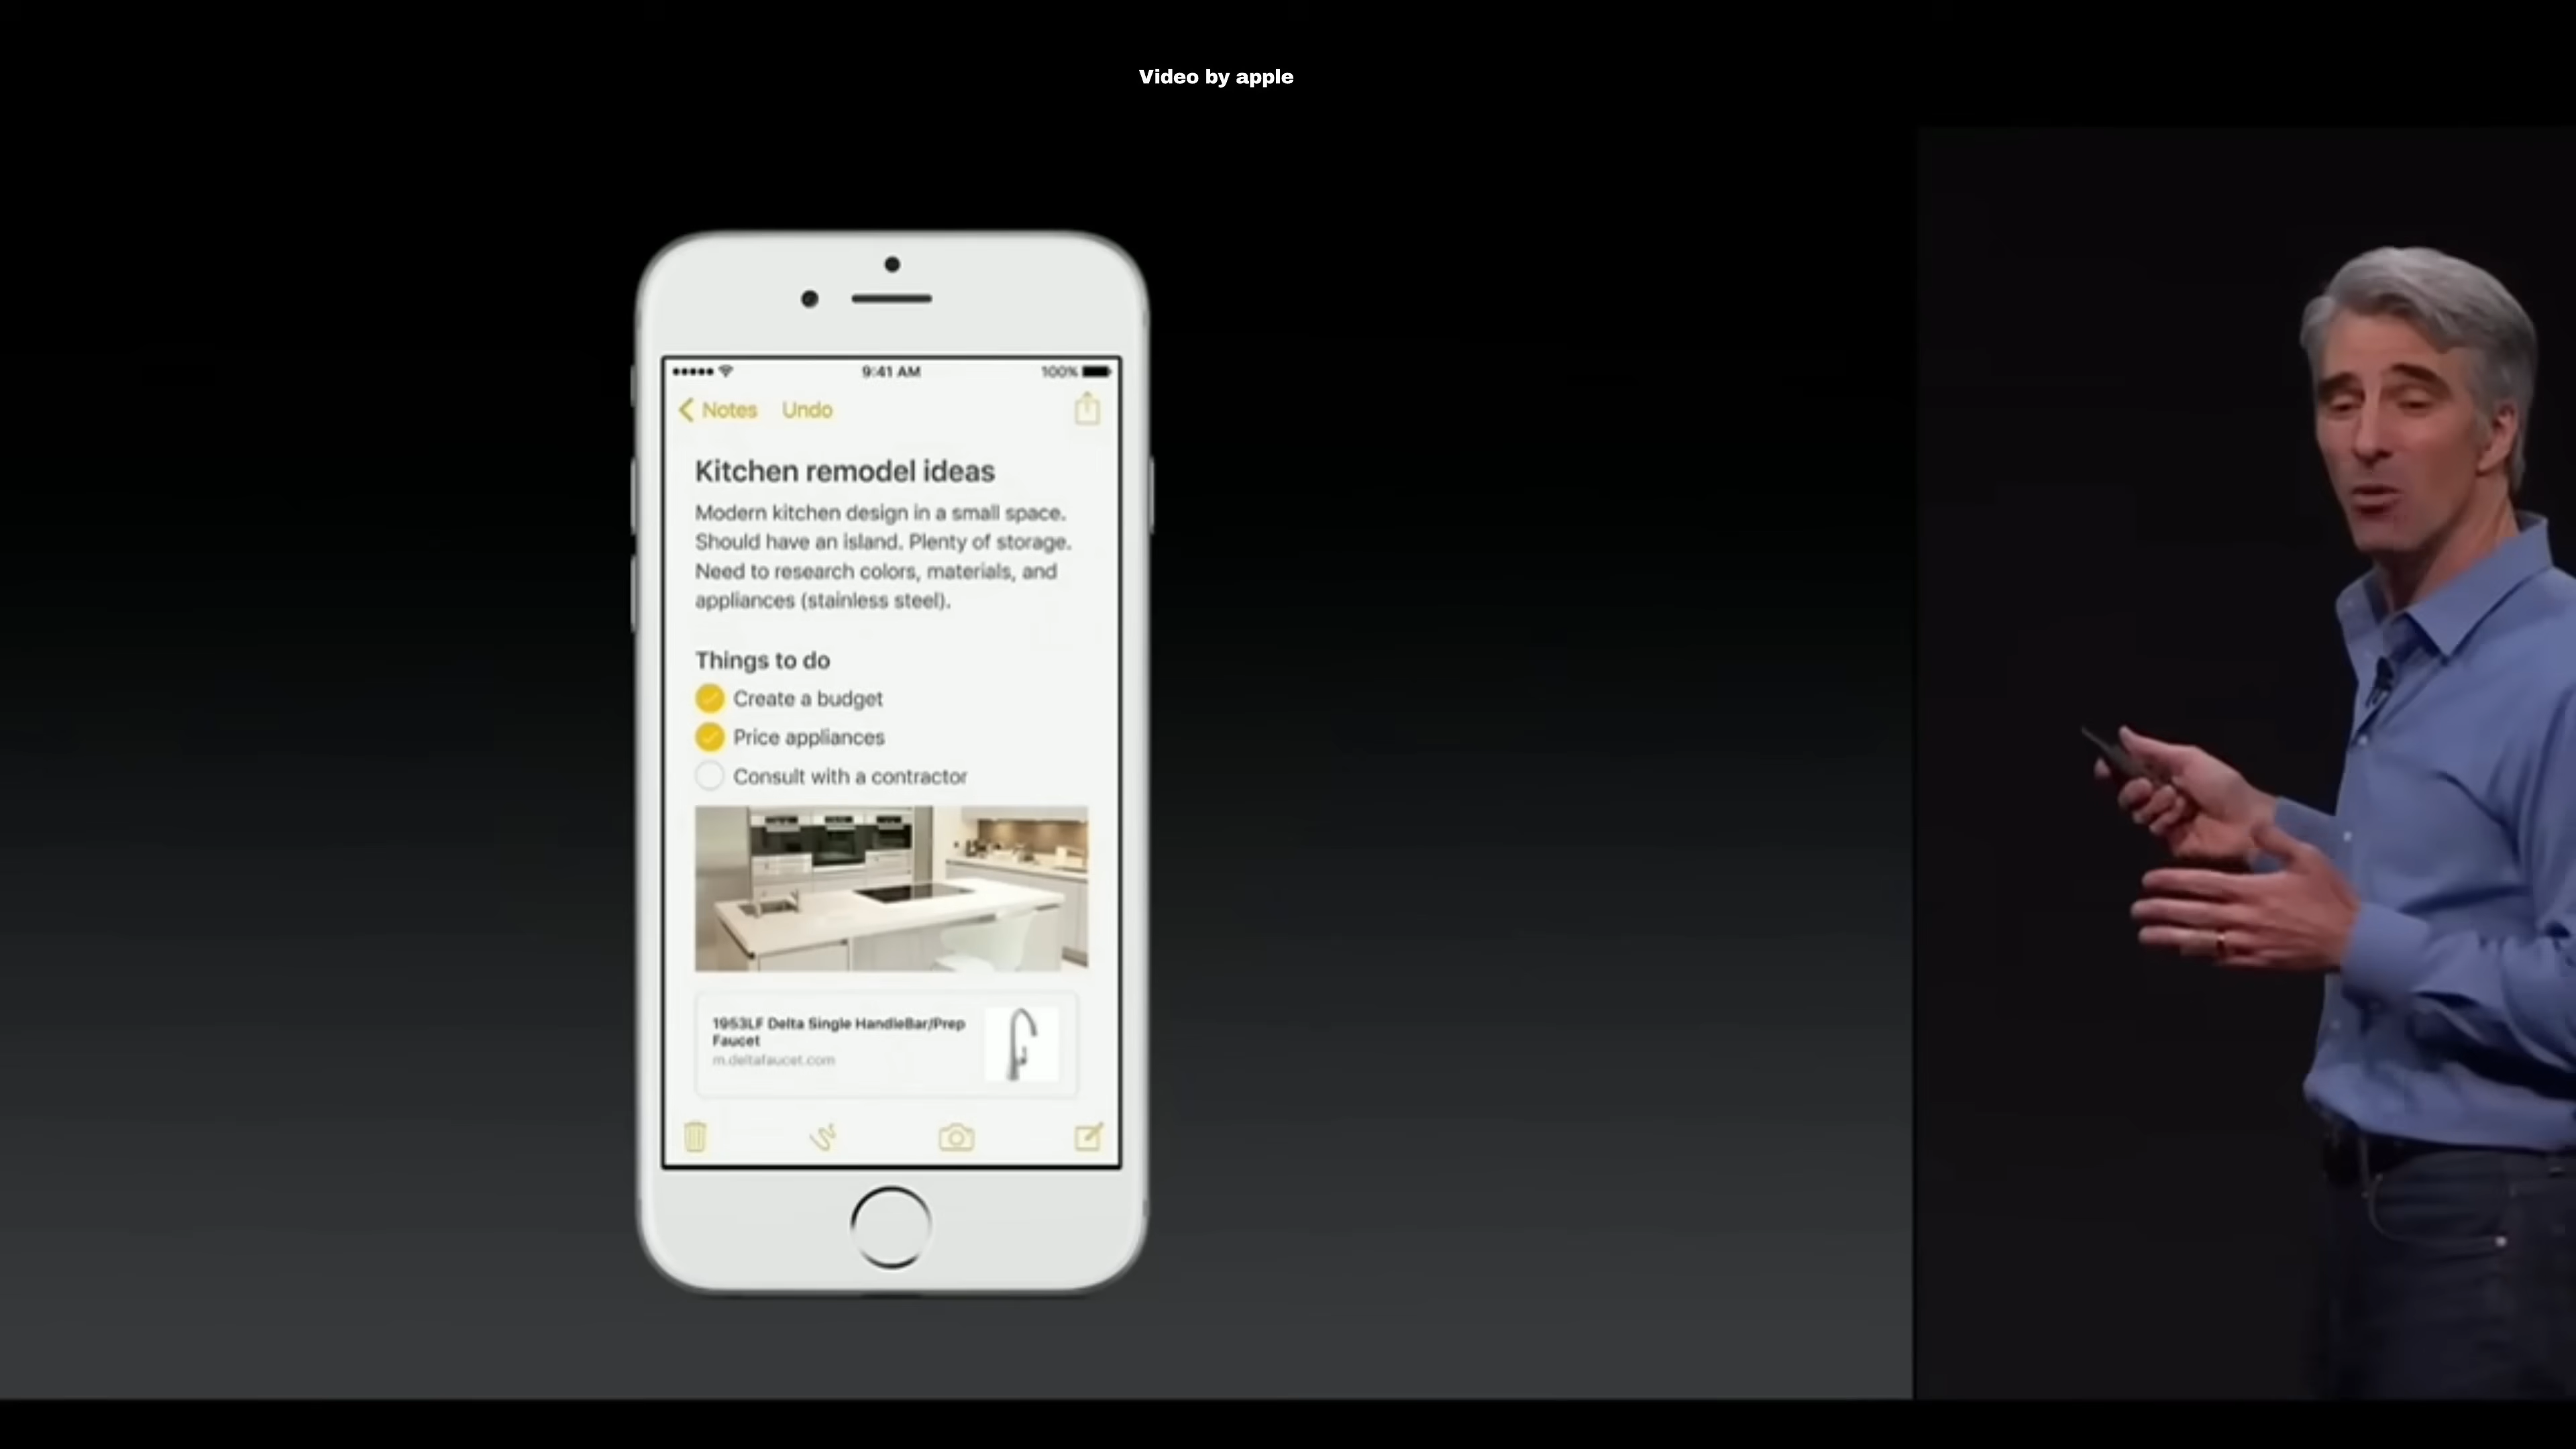 Video by apple
9:41 AM
100%
Notes Undo
Kitchen remodel ideas
Modern kitchen design in a small space.
Should have an island. Plenty of storage.
Need to research colors, materials, and
appliances (stainless steel).
Things to do
Create a budget
Price appliances
Consult with a contractor
1953LF Delta Single HandleBar/Prep
Faucet
m.deltafaucet.com